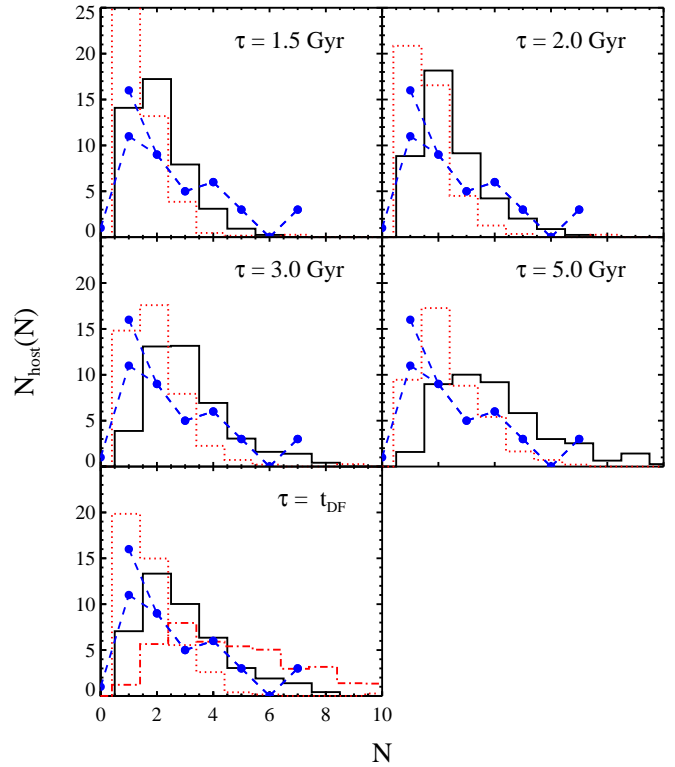 25
20
15
10
5
0
τ = 1.5 Gyr
τ = 2.0 Gyr
20
15
10
5
0
τ = 3.0 Gyr
τ = 5.0 Gyr
N_host(N)
20
15
10
5
0
τ = t_DF
0 2 4 6 8 10
N